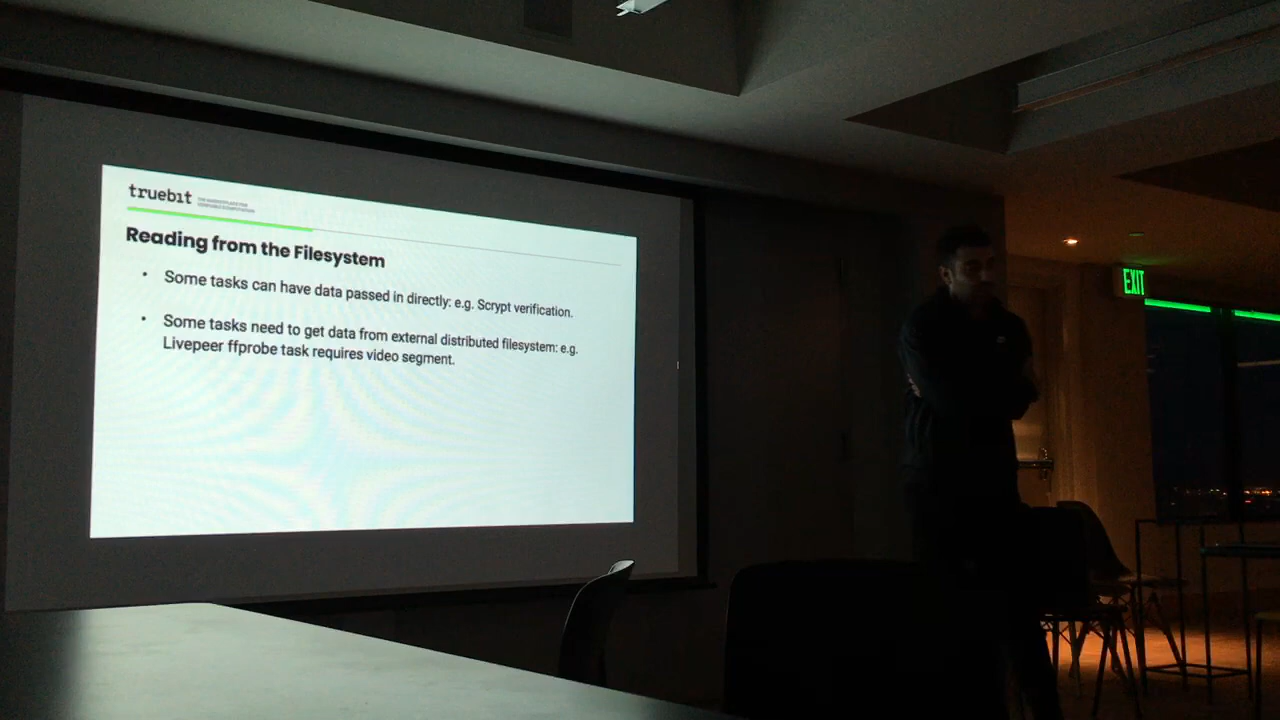 truebit
Reading from the Filesystem
• Some tasks can have data passed in directly: e.g. Scrypt verification.
• Some tasks need to get data from external distributed filesystem: e.g.
Livepeer ffprobe task requires video segment.
EXIT